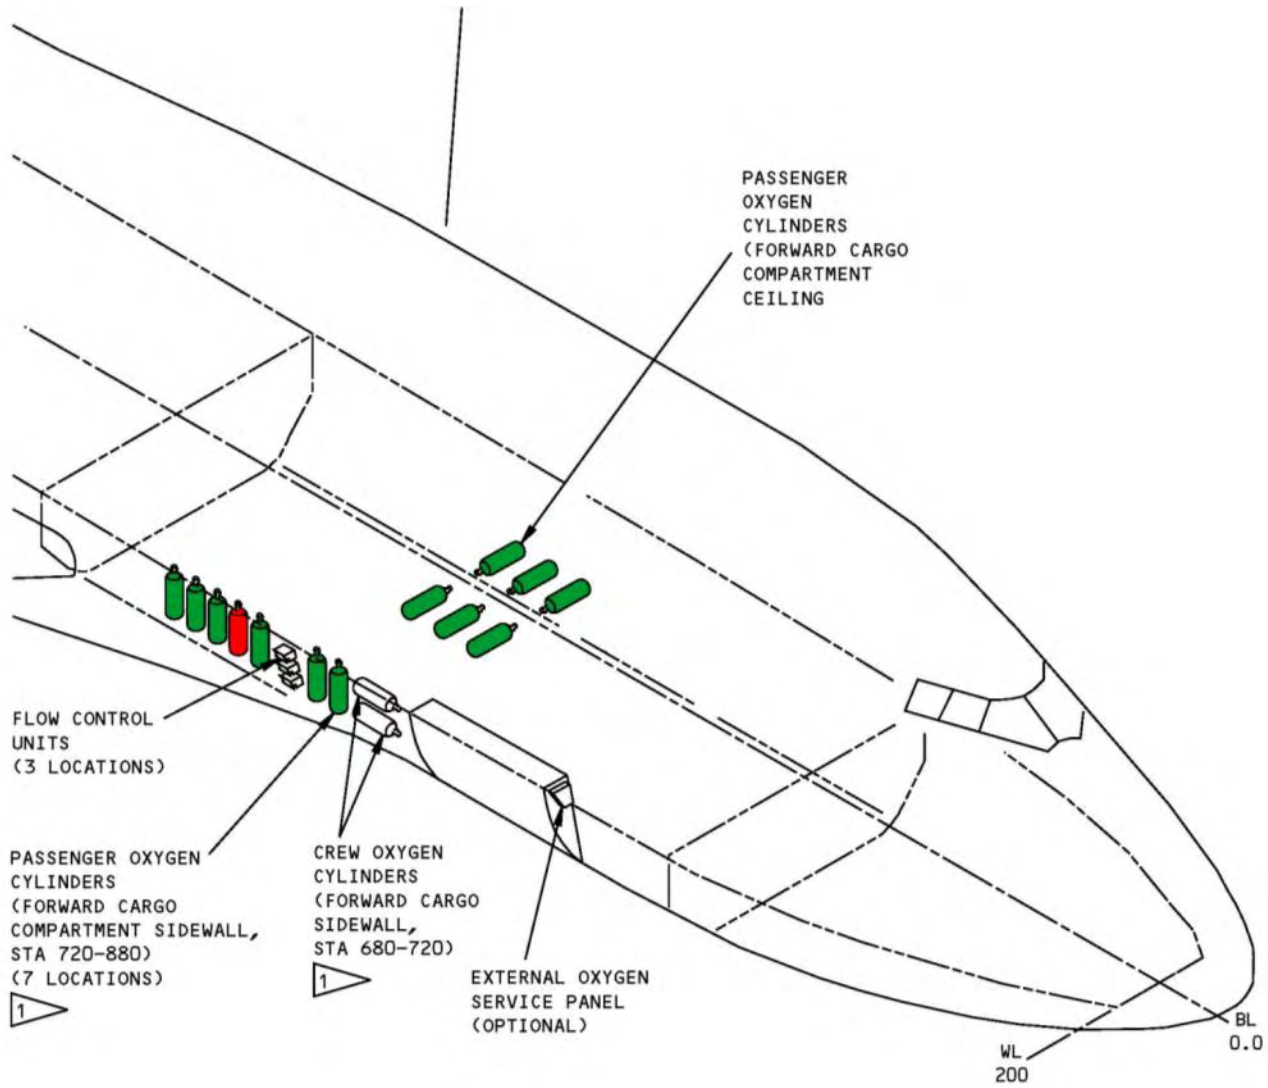 PASSENGER
OXYGEN
CYLINDERS
(FORWARD CARGO
COMPARTMENT
CEILING
FLOW CONTROL
UNITS
(3 LOCATIONS)
PASSENGER OXYGEN
CYLINDERS
(FORWARD CARGO
COMPARTMENT SIDEWALL,
STA 720-880)
(7 LOCATIONS)
1
CREW OXYGEN
CYLINDERS
(FORWARD CARGO
SIDEWALL,
STA 680-720)
1
EXTERNAL OXYGEN
SERVICE PANEL
(OPTIONAL)
WL
200
BL
0.0